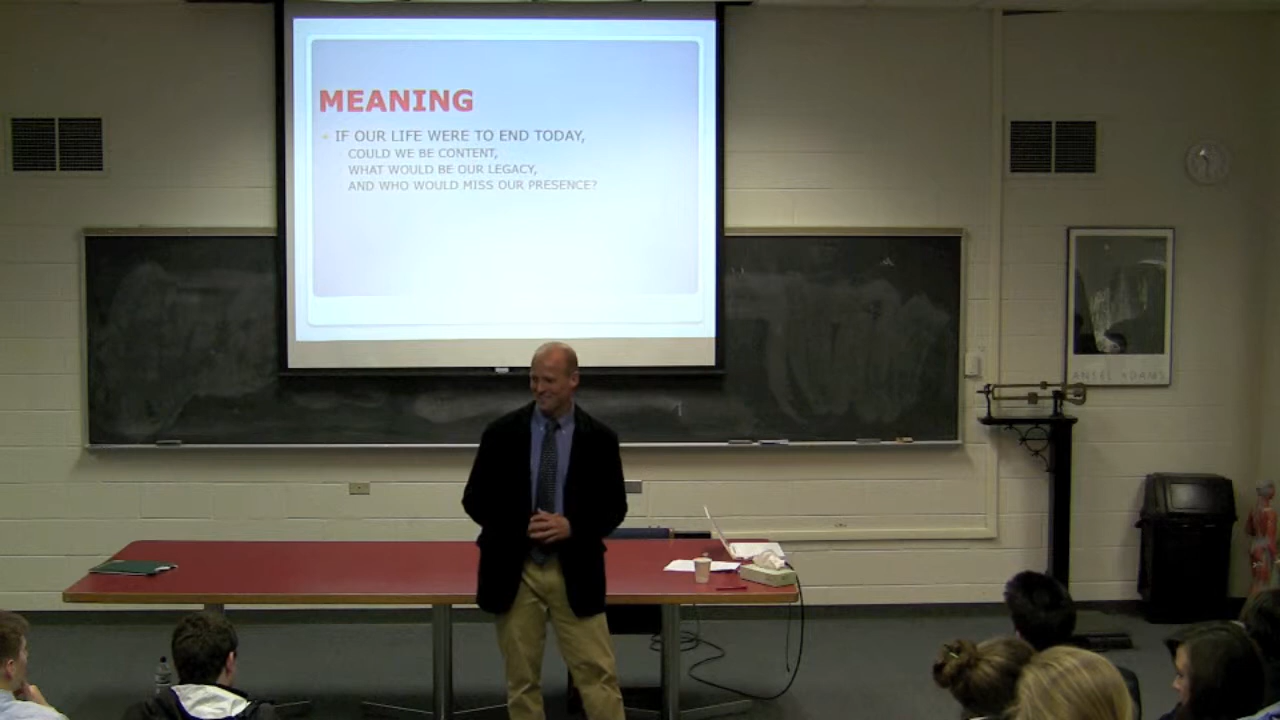 MEANING
IF OUR LIFE WERE TO END TODAY,
COULD WE BE CONTENT,
WHAT WOULD BE OUR LEGACY,
AND WHO WOULD MISS OUR PRESENCE?
ANSEL ADAMS